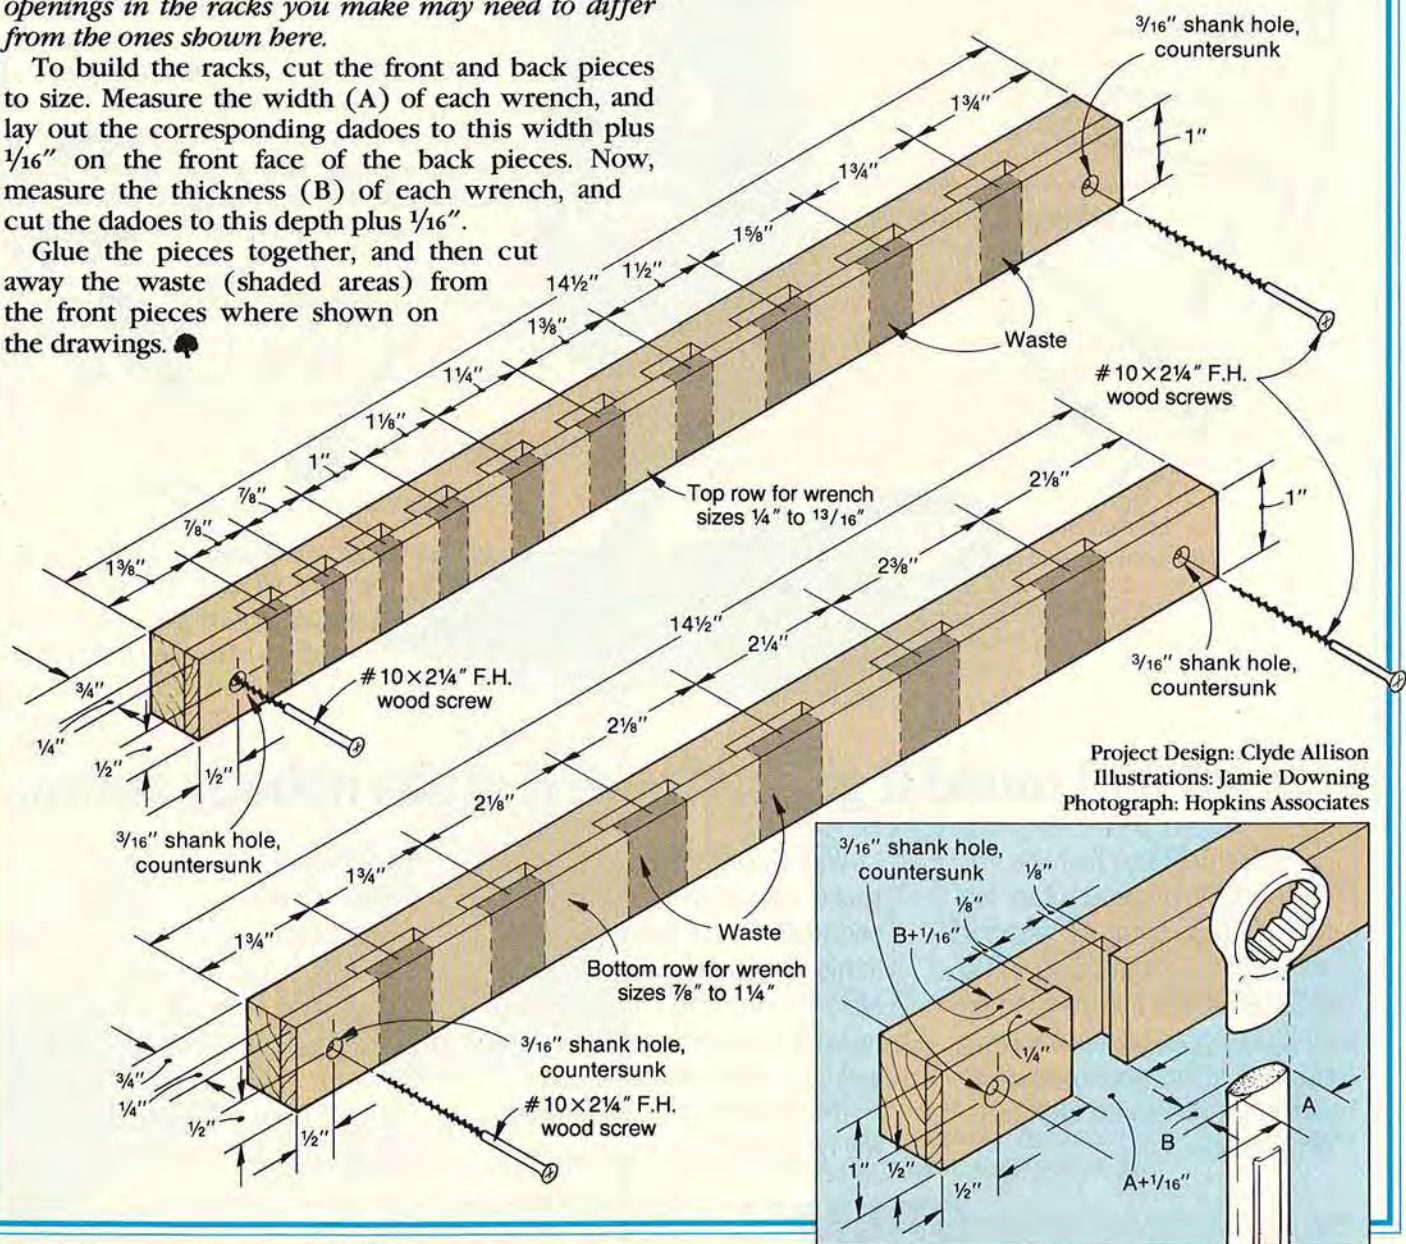 openings in the racks you make may need to differ
from the ones shown here.
To build the racks, cut the front and back pieces
to size. Measure the width (A) of each wrench, and
lay out the corresponding dadoes to this width plus
1/16" on the front face of the back pieces. Now,
measure the thickness (B) of each wrench, and
cut the dadoes to this depth plus 1/16".
Glue the pieces together, and then cut
away the waste (shaded areas) from
the front pieces where shown on
the drawings.
3/16" shank hole,
countersunk
1"
1¾"
1¾"
1⅝"
1½"
14½"
1⅜"
1¼"
1⅛"
1"
⅞"
⅞"
1⅜"
Waste
#10×2¼" F.H.
wood screws
Top row for wrench
sizes ¼" to 13/16"
¾"
¼"
½"
½"
#10×2¼" F.H.
wood screw
3/16" shank hole,
countersunk
2⅛"
1"
2⅜"
14½"
2¼"
2⅛"
2⅛"
1¾"
1¾"
3/16" shank hole,
countersunk
Waste
Bottom row for wrench
sizes ⅞" to 1¼"
¾"
¼"
½"
½"
3/16" shank hole,
countersunk
#10×2¼" F.H.
wood screw
Project Design: Clyde Allison
Illustrations: Jamie Downing
Photograph: Hopkins Associates
3/16" shank hole,
countersunk
⅛"
⅛"
B+1/16"
¼"
A
B
1"
½"
½"
A+1/16"